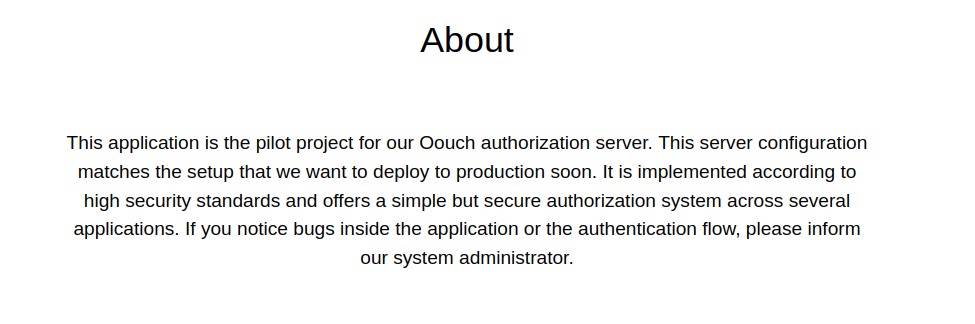 About
This application is the pilot project for our Oouch authorization server. This server configuration
matches the setup that we want to deploy to production soon. It is implemented according to
high security standards and offers a simple but secure authorization system across several
applications. If you notice bugs inside the application or the authentication flow, please inform
our system administrator.